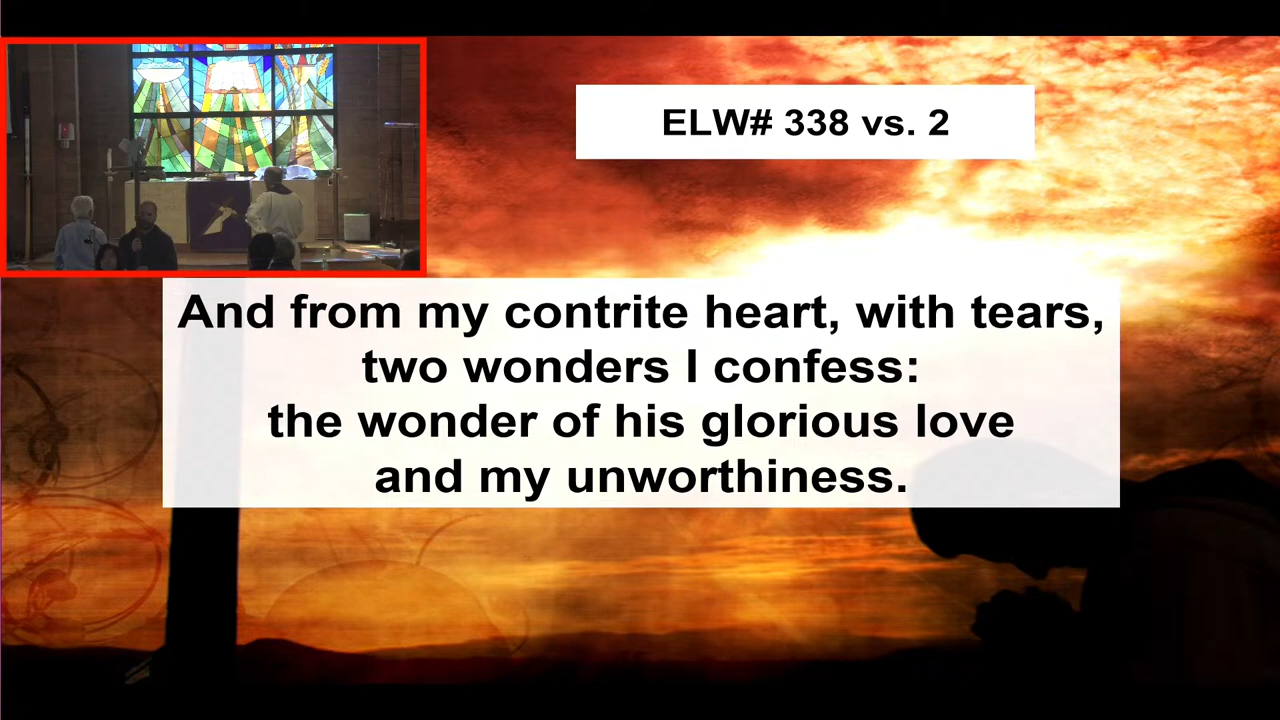 ELW# 338 vs. 2
And from my contrite heart, with tears,
two wonders I confess:
the wonder of his glorious love
and my unworthiness.